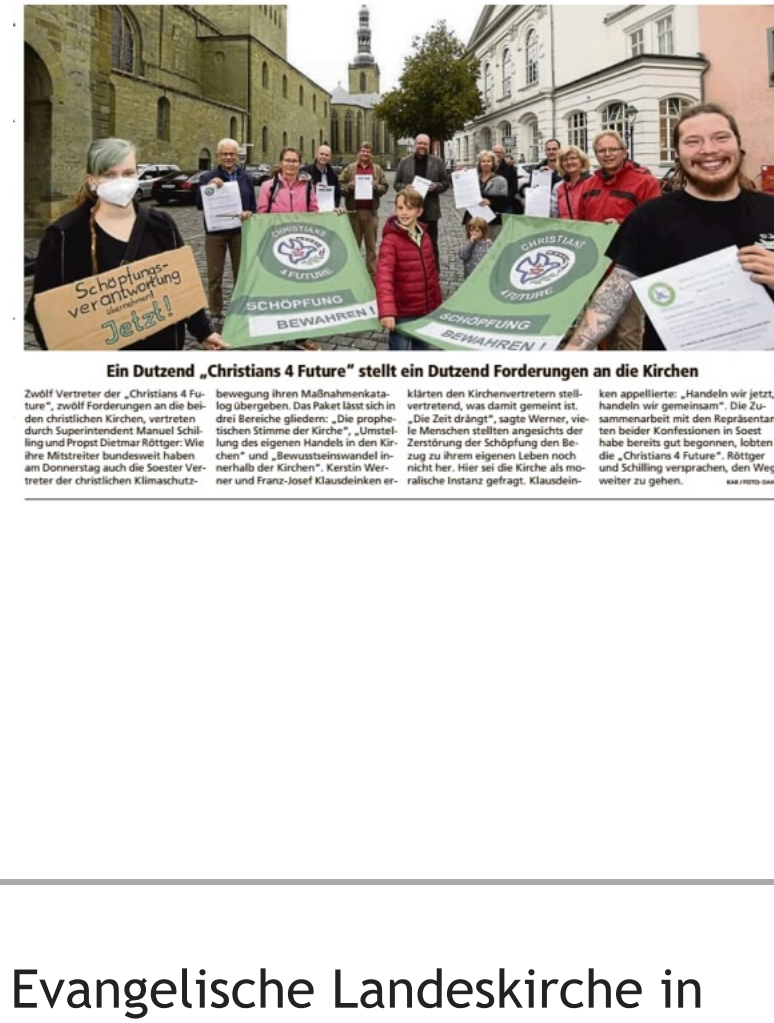 Schöpfungs-
verantwortung
übernehmen!
Jetzt!
CHRISTIANS
4 FUTURE
SCHÖPFUNG
BEWAHREN !
CHRISTIANS
4 FUTURE
SCHÖPFUNG
BEWAHREN !
Ein Dutzend „Christians 4 Future“ stellt ein Dutzend Forderungen an die Kirchen
Zwölf Vertreter der „Christians 4 Fu-
ture“, zwölf Forderungen an die bei-
den christlichen Kirchen, vertreten
durch Superintendent Manuel Schil-
ling und Propst Dietmar Röttger: Wie
ihre Mitstreiter bundesweit haben
am Donnerstag auch die Soester Ver-
treter der christlichen Klimaschutz-
bewegung ihren Maßnahmenkata-
log übergeben. Das Paket lässt sich in
drei Bereiche gliedern: „Die prophe-
tischen Stimme der Kirche“, „Umstel-
lung des eigenen Handels in den Kir-
chen“ und „Bewusstseinswandel in-
nerhalb der Kirchen“. Kerstin Wer-
ner und Franz-Josef Klausdeinken er-
klärten den Kirchenvertretern stell-
vertretend, was damit gemeint ist.
„Die Zeit drängt“, sagte Werner, vie-
le Menschen stellten angesichts der
Zerstörung der Schöpfung den Be-
zug zu ihrem eigenen Leben noch
nicht her. Hier sei die Kirche als mo-
ralische Instanz gefragt. Klausdein-
ken appellierte: „Handeln wir jetzt,
handeln wir gemeinsam“. Die Zu-
sammenarbeit mit den Repräsentan
ten beider Konfessionen in Soest
habe bereits gut begonnen, lobten
die „Christians 4 Future“. Röttger
und Schilling versprachen, den Weg
weiter zu gehen.
KAB / FOTO:
Evangelische Landeskirche in